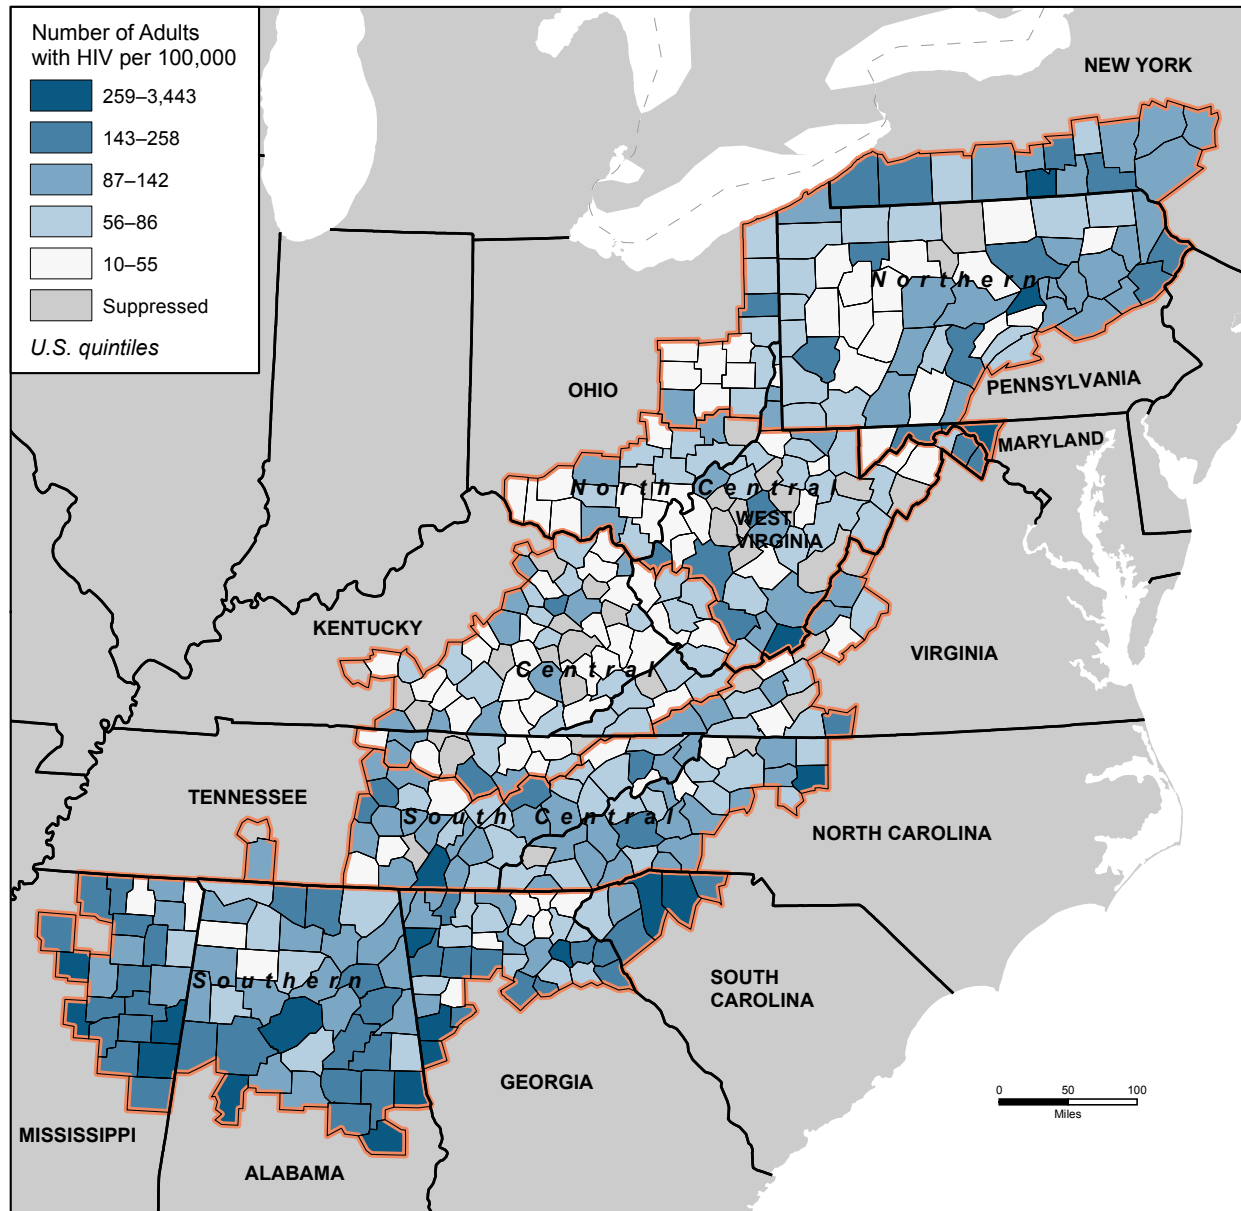 Number of Adults
with HIV per 100,000
259–3,443
143–258
87–142
56–86
10–55
Suppressed
U.S. quintiles
NEW YORK
Northern
PENNSYLVANIA
OHIO
MARYLAND
North Central
WEST
VIRGINIA
KENTUCKY
VIRGINIA
Central
TENNESSEE
South Central
NORTH CAROLINA
Southern
SOUTH
CAROLINA
GEORGIA
0 50 100
Miles
MISSISSIPPI
ALABAMA